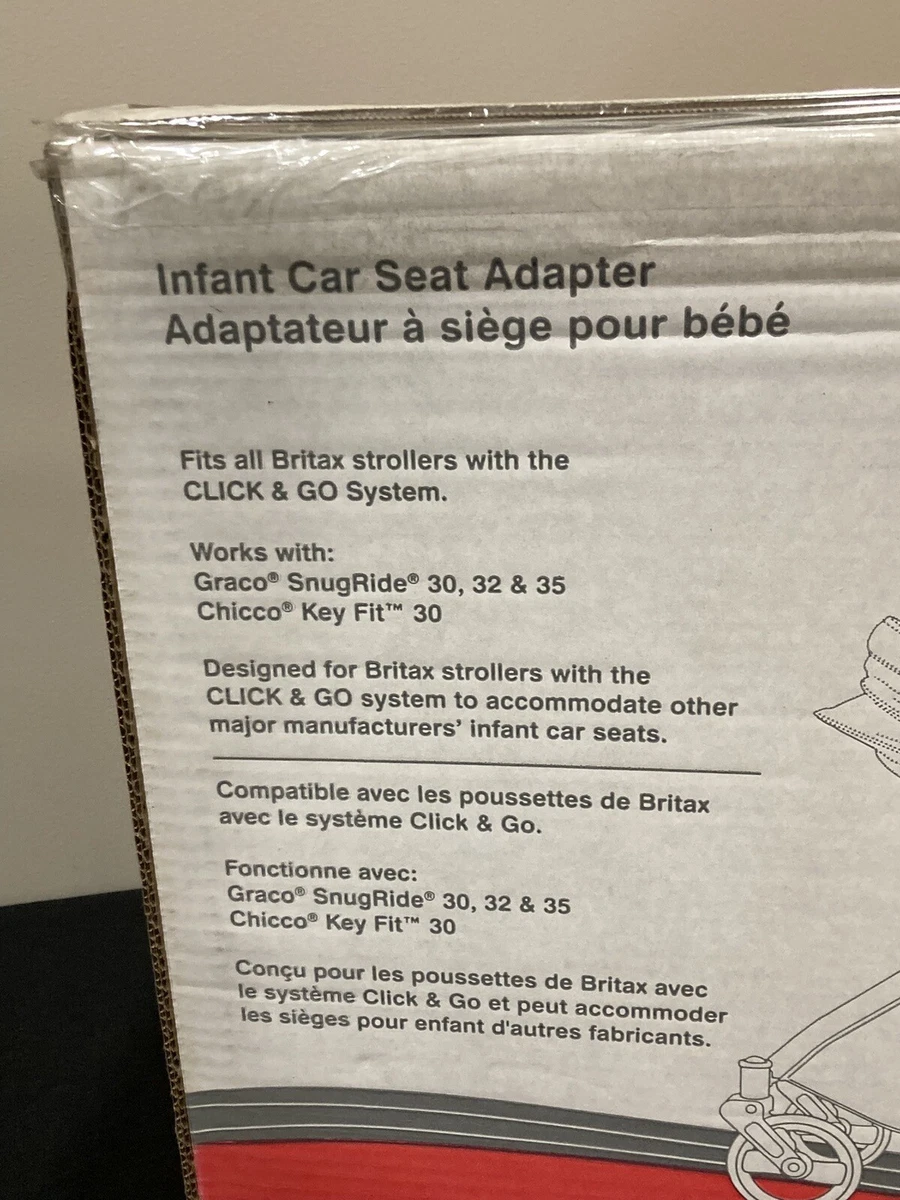 Infant Car Seat Adapter
Adaptateur à siège pour bébé
Fits all Britax strollers with the
CLICK & GO System.
Works with:
Graco® SnugRide® 30, 32 & 35
Chicco® Key Fit™ 30
Designed for Britax strollers with the
CLICK & GO system to accommodate other
major manufacturers' infant car seats.
Compatible avec les poussettes de Britax
avec le système Click & Go.
Fonctionne avec:
Graco® SnugRide® 30, 32 & 35
Chicco® Key Fit™ 30
Conçu pour les poussettes de Britax avec
le système Click & Go et peut accommoder
les sièges pour enfant d'autres fabricants.